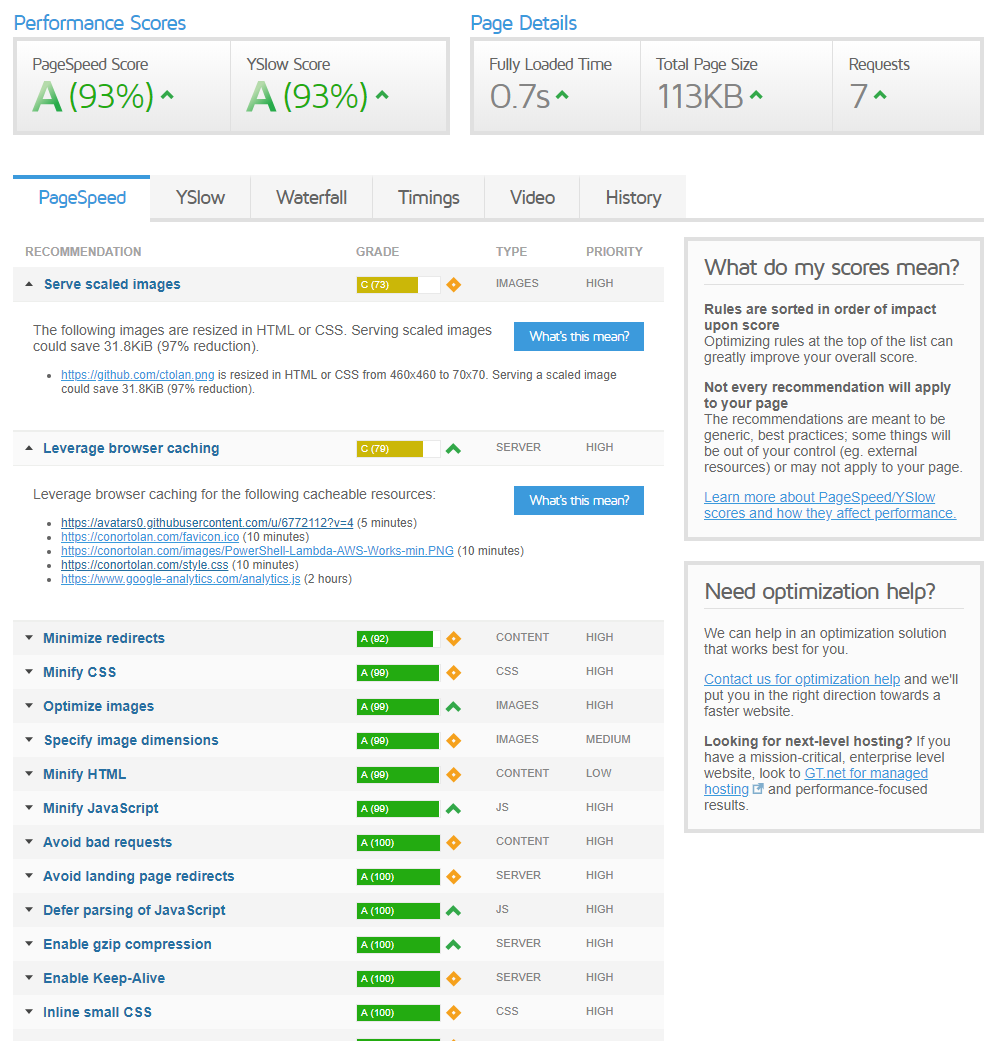 Performance Scores
Page Details
PageSpeed Score
YSlow Score
A (93%)
A (93%)
Fully Loaded Time
Total Page Size
Requests
0.7s
113KB
7
PageSpeed
YSlow
Waterfall
Timings
Video
History
RECOMMENDATION GRADE TYPE PRIORITY
Serve scaled images C (73) IMAGES HIGH
The following images are resized in HTML or CSS. Serving scaled images
could save 31.8KiB (97% reduction).
What's this mean?
https://github.com/ctolan.png is resized in HTML or CSS from 460x460 to 70x70. Serving a scaled image
could save 31.8KiB (97% reduction).
Leverage browser caching C (79) SERVER HIGH
Leverage browser caching for the following cacheable resources:
What's this mean?
https://avatars0.githubusercontent.com/u/6772112?v=4 (5 minutes)
https://conortolan.com/favicon.ico (10 minutes)
https://conortolan.com/images/PowerShell-Lambda-AWS-Works-min.PNG (10 minutes)
https://conortolan.com/style.css (10 minutes)
https://www.google-analytics.com/analytics.js (2 hours)
Minimize redirects A (92) CONTENT HIGH
Minify CSS A (99) CSS HIGH
Optimize images A (99) IMAGES HIGH
Specify image dimensions A (99) IMAGES MEDIUM
Minify HTML A (99) CONTENT LOW
Minify JavaScript A (99) JS HIGH
Avoid bad requests A (100) CONTENT HIGH
Avoid landing page redirects A (100) SERVER HIGH
Defer parsing of JavaScript A (100) JS HIGH
Enable gzip compression A (100) SERVER HIGH
Enable Keep-Alive A (100) SERVER HIGH
Inline small CSS A (100) CSS HIGH
What do my scores mean?
Rules are sorted in order of impact
upon score
Optimizing rules at the top of the list can
greatly improve your overall score.
Not every recommendation will apply
to your page
The recommendations are meant to be
generic, best practices; some things will
be out of your control (eg. external
resources) or may not apply to your page.
Learn more about PageSpeed/YSlow
scores and how they affect performance.
Need optimization help?
We can help in an optimization solution
that works best for you.
Contact us for optimization help and we'll
put you in the right direction towards a
faster website.
Looking for next-level hosting? If you
have a mission-critical, enterprise level
website, look to GT.net for managed
hosting and performance-focused
results.